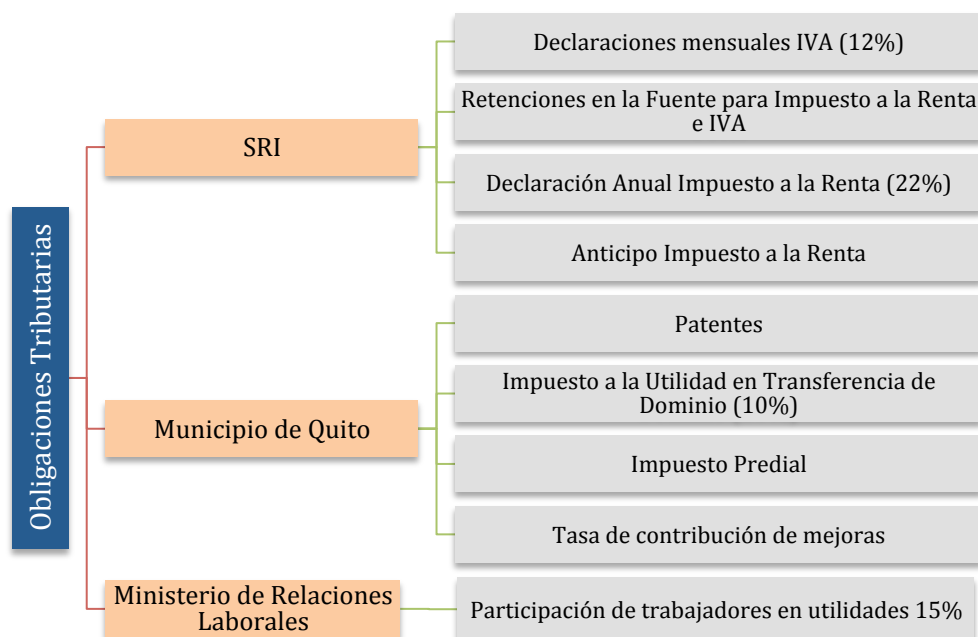 Obligaciones Tributarias
SRI
Declaraciones mensuales IVA (12%)
Retenciones en la Fuente para Impuesto a la Renta
e IVA
Declaración Anual Impuesto a la Renta (22%)
Anticipo Impuesto a la Renta
Municipio de Quito
Patentes
Impuesto a la Utilidad en Transferencia de
Dominio (10%)
Impuesto Predial
Tasa de contribución de mejoras
Ministerio de Relaciones
Laborales
Participación de trabajadores en utilidades 15%